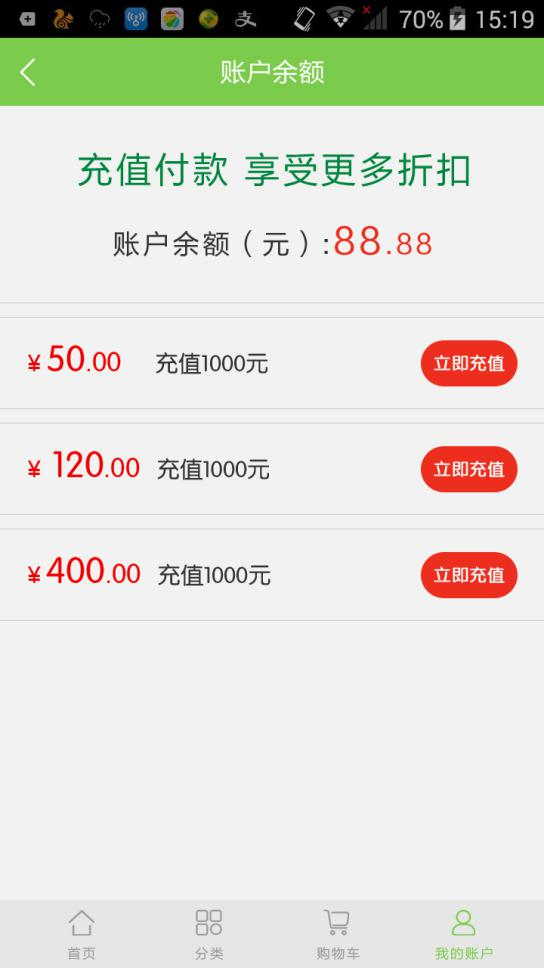 支 70% 15:19
账户余额
充值付款 享受更多折扣
账户余额（元）:88.88
¥ 50.00 充值1000元 立即充值
¥ 120.00 充值1000元 立即充值
¥ 400.00 充值1000元 立即充值
首页 分类 购物车 我的账户